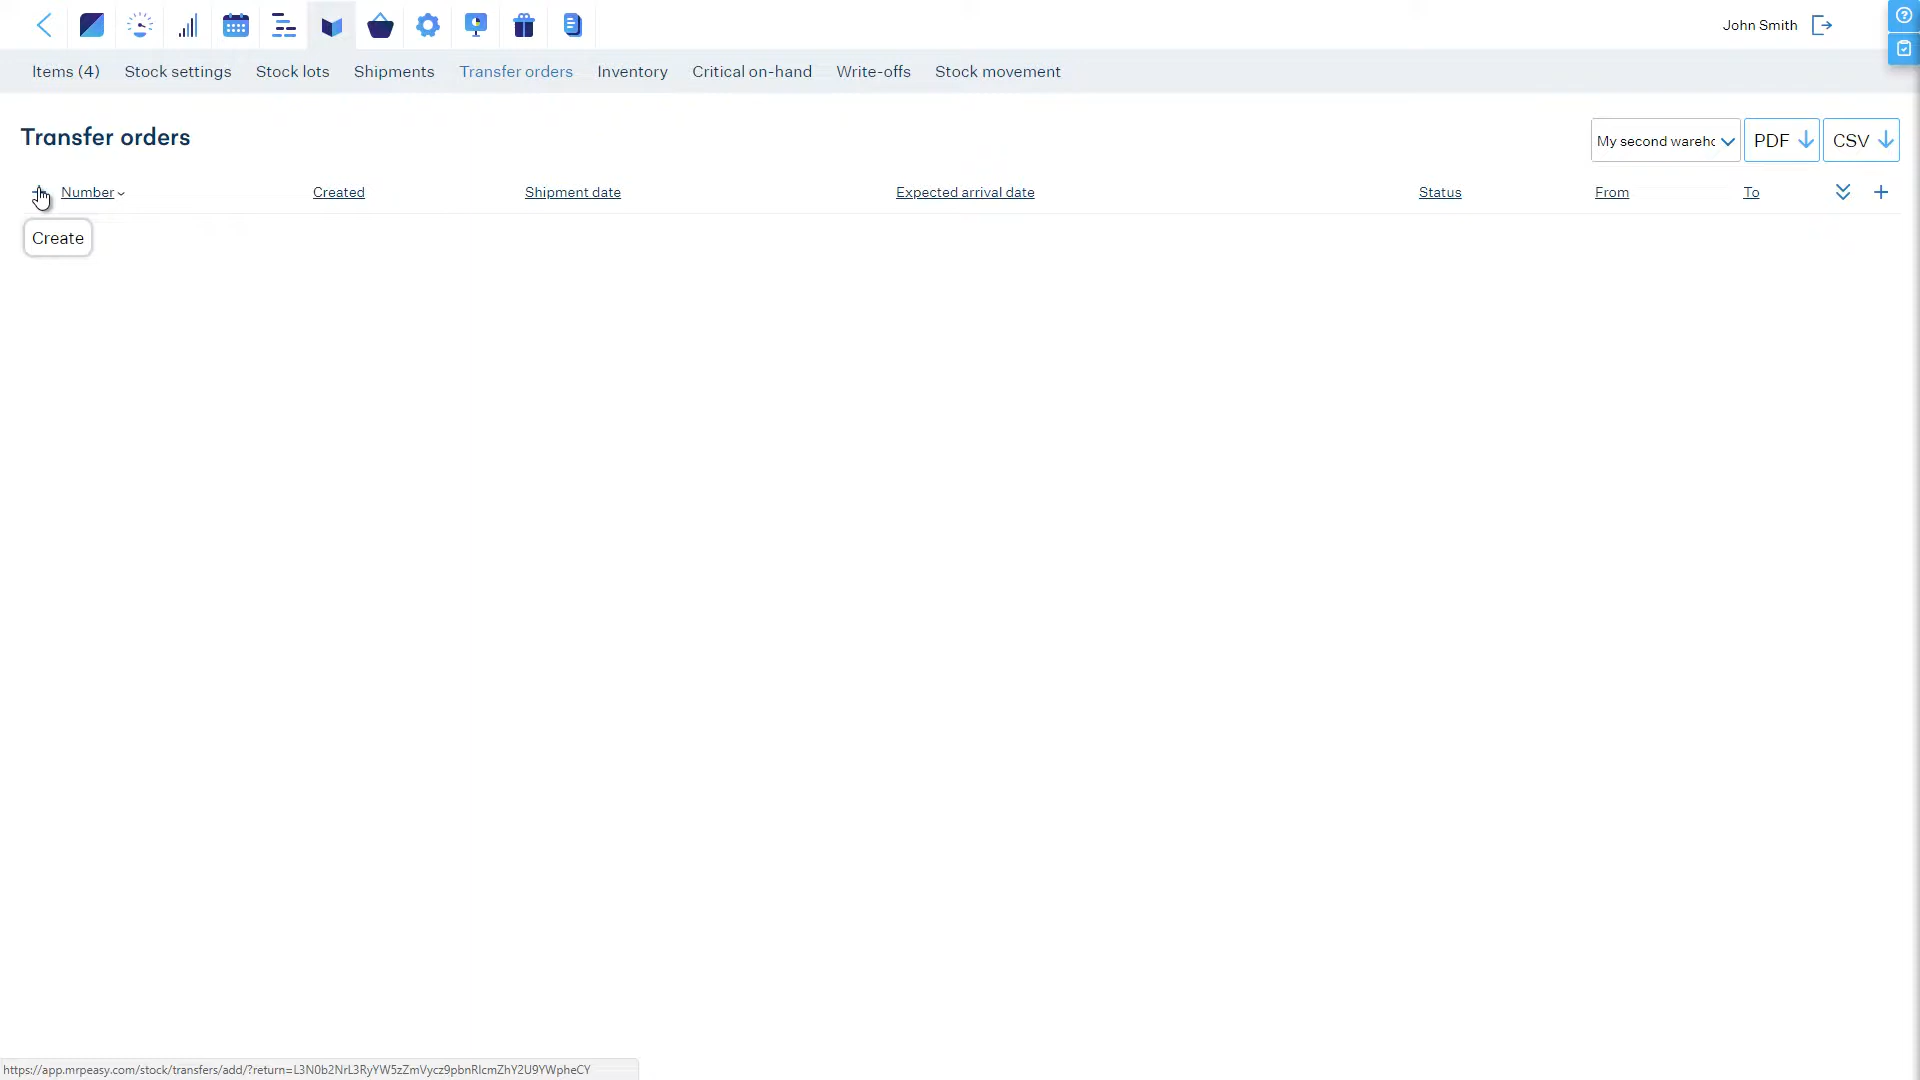 John Smith
Items (4) Stock settings Stock lots Shipments Transfer orders Inventory Critical on-hand Write-offs Stock movement
Transfer orders
My second wareho PDF CSV
Number Created Shipment date Expected arrival date Status From To
Create
https://app.mrpeasy.com/stock/transfers/add/?return=L3N0b2NrL3RyYW5zZmVycz9pbnRlcmZhY2U9YWpheCY